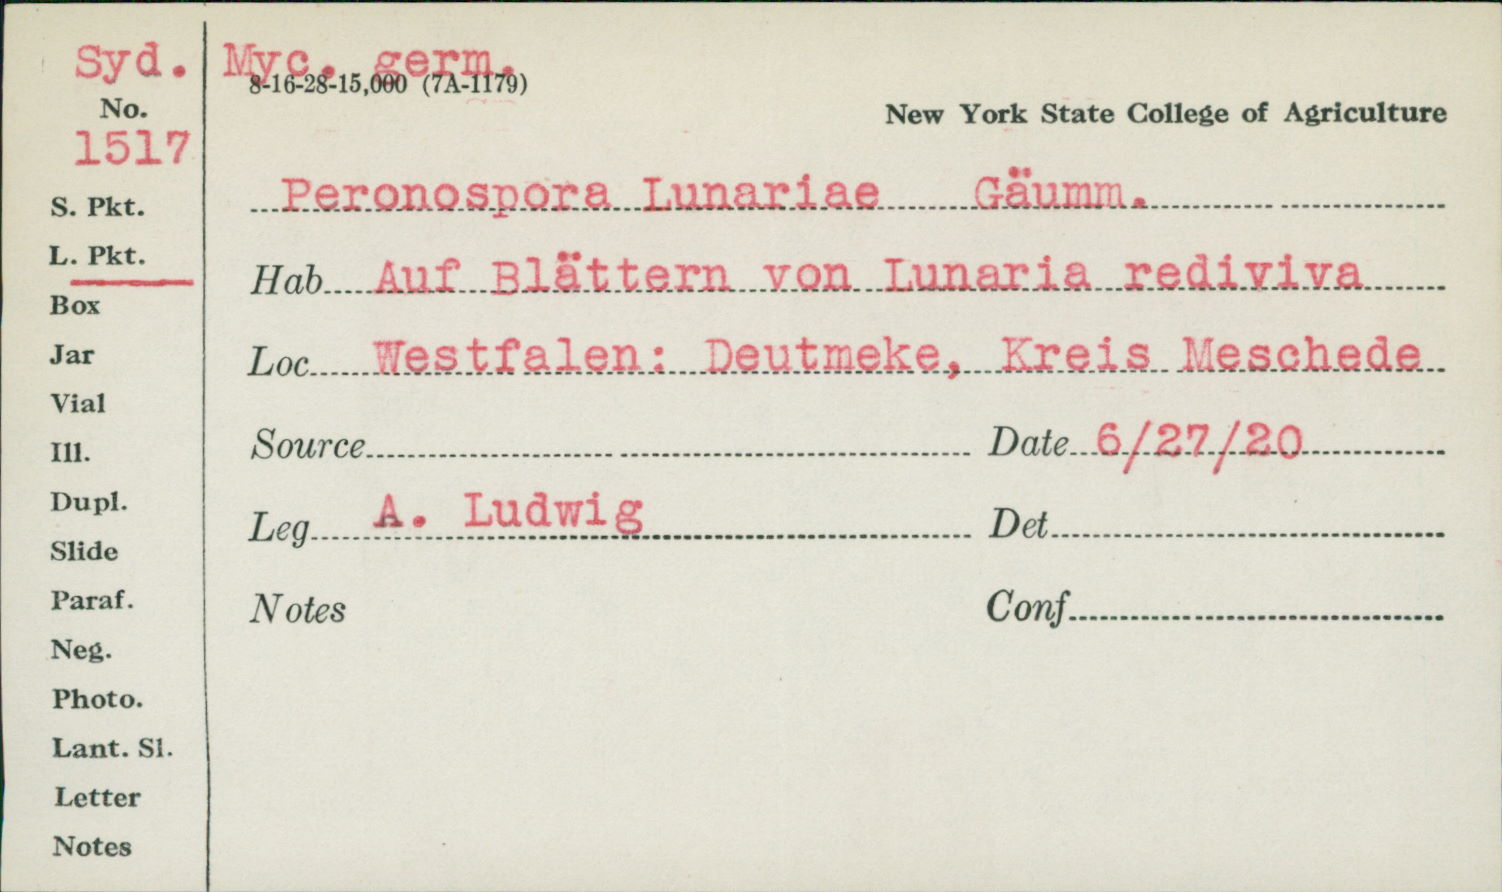 Syd. Myc. germ.
8-16-28-15,000 (7A-1179)
No.
1517
New York State College of Agriculture
Peronospora Lunariae Gäumm.
Hab Auf Blättern von Lunaria rediviva
Loc Westfalen: Deutmeke, Kreis Meschede
Source Date 6/27/20
Leg A. Ludwig Det
Notes Conf
S. Pkt.
L. Pkt.
Box
Jar
Vial
Ill.
Dupl.
Slide
Paraf.
Neg.
Photo.
Lant. Sl.
Letter
Notes